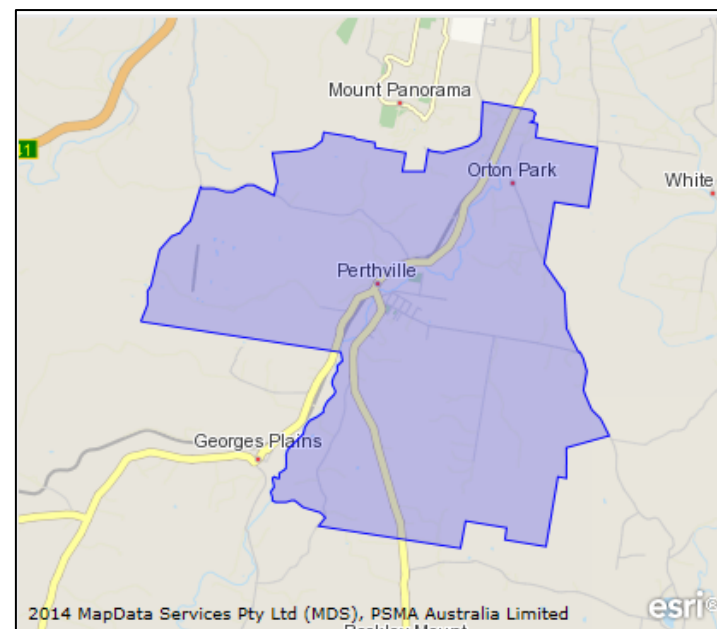 Mount Panorama
Orton Park
White
1
Perthville
Georges Plains
esri®
2014 MapData Services Pty Ltd (MDS), PSMA Australia Limited